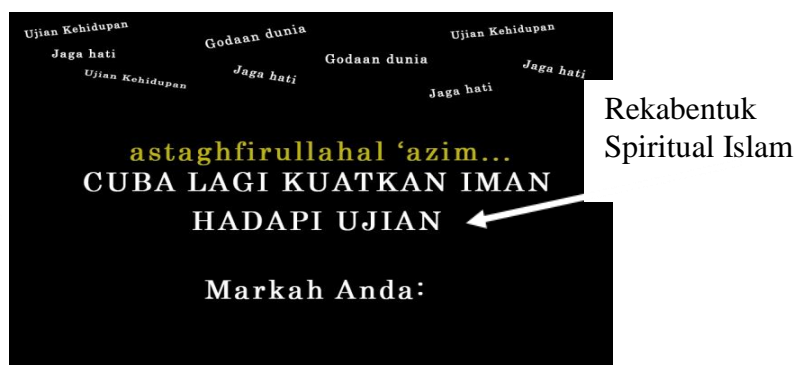 Ujian Kehidupan
Godaan dunia
Ujian Kehidupan
Jaga hati
Godaan dunia
Jaga hati
Ujian Kehidupan
Jaga hati
Jaga hati
Rekabentuk
Spiritual Islam
astaghfirullahal ‘azim...
CUBA LAGI KUATKAN IMAN
HADAPI UJIAN
Markah Anda: